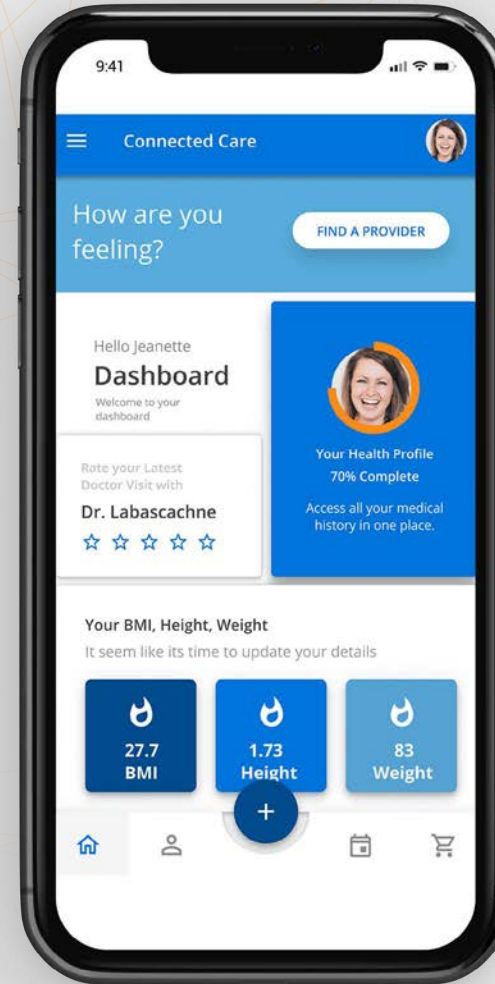 9:41
Connected Care
How are you
feeling?
FIND A PROVIDER
Hello Jeanette
Dashboard
Welcome to your
dashboard
Your Health Profile
70% Complete
Access all your medical
history in one place.
Rate your Latest
Doctor Visit with
Dr. Labascachne
Your BMI, Height, Weight
It seem like its time to update your details
27.7
BMI
1.73
Height
83
Weight
+